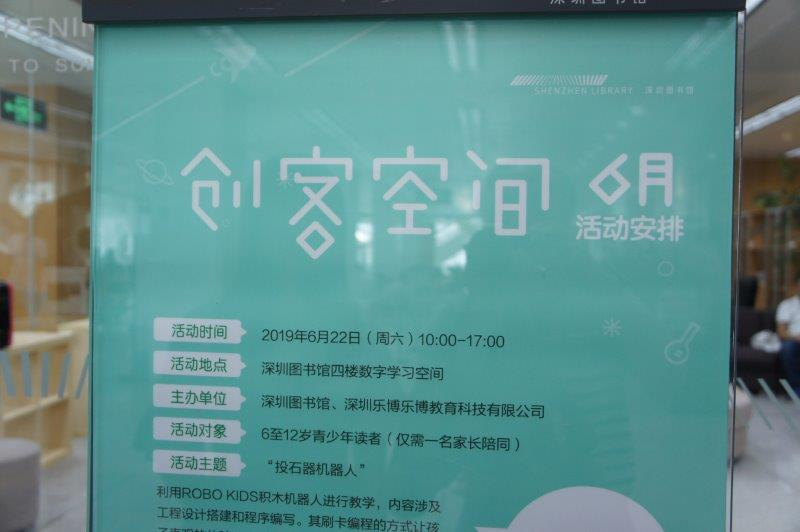 深圳图书馆
SHENZHEN LIBRARY 深圳图书馆
创客空间 6月
活动安排
活动时间 2019年6月22日（周六）10:00-17:00
活动地点 深圳图书馆四楼数字学习空间
主办单位 深圳图书馆、深圳乐博乐博教育科技有限公司
活动对象 6至12岁青少年读者（仅需一名家长陪同）
活动主题 “投石器机器人”
利用ROBO KIDS积木机器人进行教学，内容涉及
工程设计搭建和程序编写。其刷卡编程的方式让孩